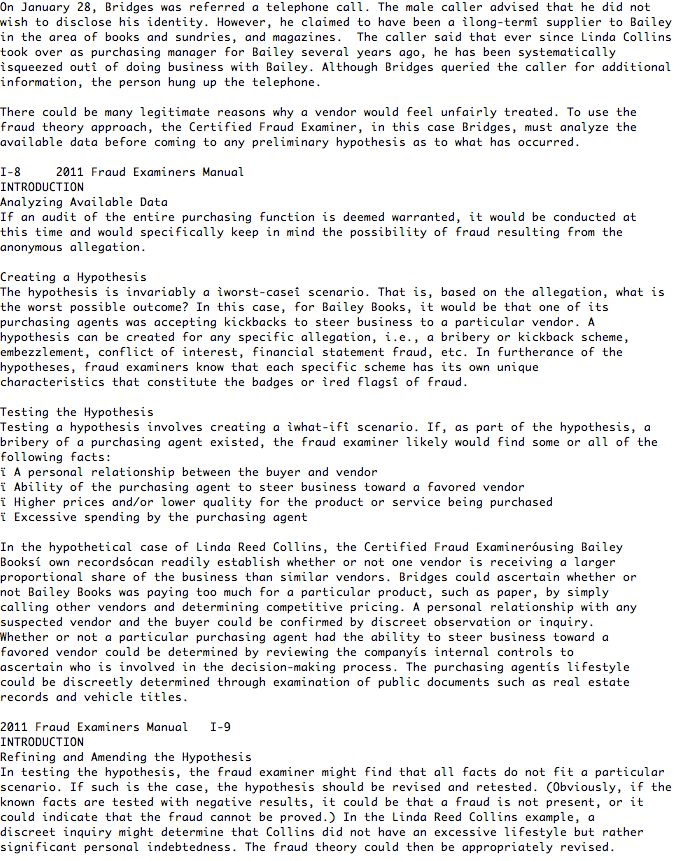 On January 28, Bridges was referred a telephone call. The male caller advised that he did not
wish to disclose his identity. However, he claimed to have been a ìlong-termî supplier to Bailey
in the area of books and sundries, and magazines.  The caller said that ever since Linda Collins
took over as purchasing manager for Bailey several years ago, he has been systematically
ìsqueezed outî of doing business with Bailey. Although Bridges queried the caller for additional
information, the person hung up the telephone.

There could be many legitimate reasons why a vendor would feel unfairly treated. To use the
fraud theory approach, the Certified Fraud Examiner, in this case Bridges, must analyze the
available data before coming to any preliminary hypothesis as to what has occurred.

I-8     2011 Fraud Examiners Manual
INTRODUCTION
Analyzing Available Data
If an audit of the entire purchasing function is deemed warranted, it would be conducted at
this time and would specifically keep in mind the possibility of fraud resulting from the
anonymous allegation.

Creating a Hypothesis
The hypothesis is invariably a ìworst-caseî scenario. That is, based on the allegation, what is
the worst possible outcome? In this case, for Bailey Books, it would be that one of its
purchasing agents was accepting kickbacks to steer business to a particular vendor. A
hypothesis can be created for any specific allegation, i.e., a bribery or kickback scheme,
embezzlement, conflict of interest, financial statement fraud, etc. In furtherance of the
hypotheses, fraud examiners know that each specific scheme has its own unique
characteristics that constitute the badges or ìred flagsî of fraud.

Testing the Hypothesis
Testing a hypothesis involves creating a ìwhat-ifî scenario. If, as part of the hypothesis, a
bribery of a purchasing agent existed, the fraud examiner likely would find some or all of the
following facts:
ï A personal relationship between the buyer and vendor
ï Ability of the purchasing agent to steer business toward a favored vendor
ï Higher prices and/or lower quality for the product or service being purchased
ï Excessive spending by the purchasing agent

In the hypothetical case of Linda Reed Collins, the Certified Fraud Examineróusing Bailey
Booksí own recordsócan readily establish whether or not one vendor is receiving a larger
proportional share of the business than similar vendors. Bridges could ascertain whether or
not Bailey Books was paying too much for a particular product, such as paper, by simply
calling other vendors and determining competitive pricing. A personal relationship with any
suspected vendor and the buyer could be confirmed by discreet observation or inquiry.
Whether or not a particular purchasing agent had the ability to steer business toward a
favored vendor could be determined by reviewing the companyís internal controls to
ascertain who is involved in the decision-making process. The purchasing agentís lifestyle
could be discreetly determined through examination of public documents such as real estate
records and vehicle titles.

2011 Fraud Examiners Manual   I-9
INTRODUCTION
Refining and Amending the Hypothesis
In testing the hypothesis, the fraud examiner might find that all facts do not fit a particular
scenario. If such is the case, the hypothesis should be revised and retested. (Obviously, if the
known facts are tested with negative results, it could be that a fraud is not present, or it
could indicate that the fraud cannot be proved.) In the Linda Reed Collins example, a
discreet inquiry might determine that Collins did not have an excessive lifestyle but rather
significant personal indebtedness. The fraud theory could then be appropriately revised.